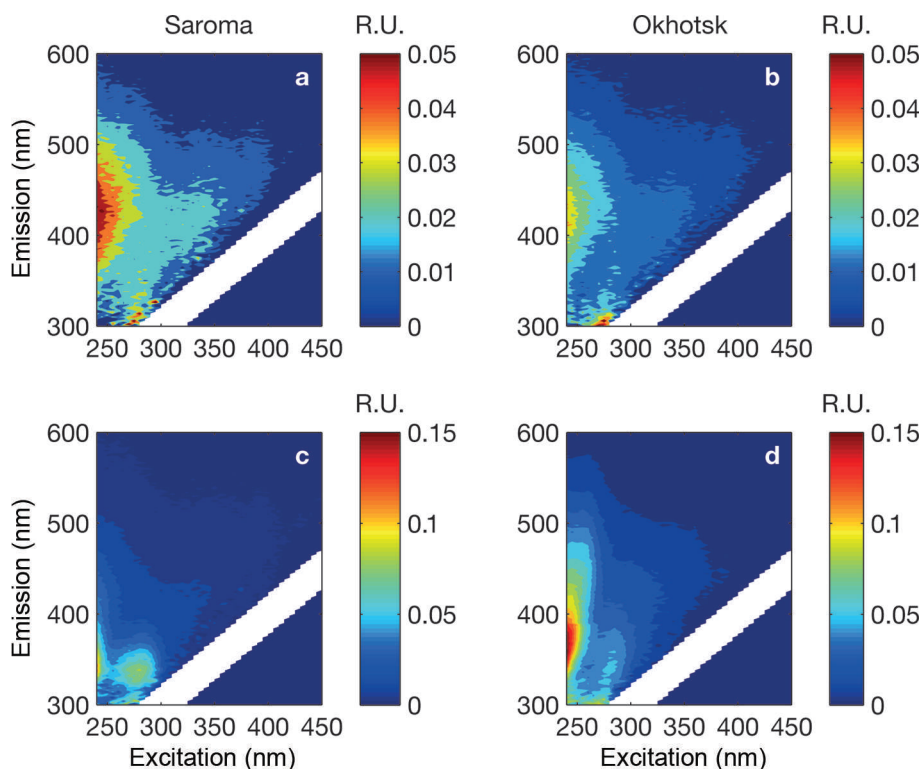 Saroma R.U. Okhotsk R.U.
600 a 0.05 600 b 0.05
0.04 0.04
500 500
0.03 0.03
Emission (nm)
400 0.02 400 0.02
0.01 0.01
300 0 300 0
250 300 350 400 450 250 300 350 400 450
R.U. R.U.
600 c 0.15 600 d 0.15
500 0.1 500 0.1
Emission (nm) Emission (nm)
400 0.05 400 0.05
300 0 300 0
250 300 350 400 450 250 300 350 400 450
Excitation (nm) Excitation (nm)